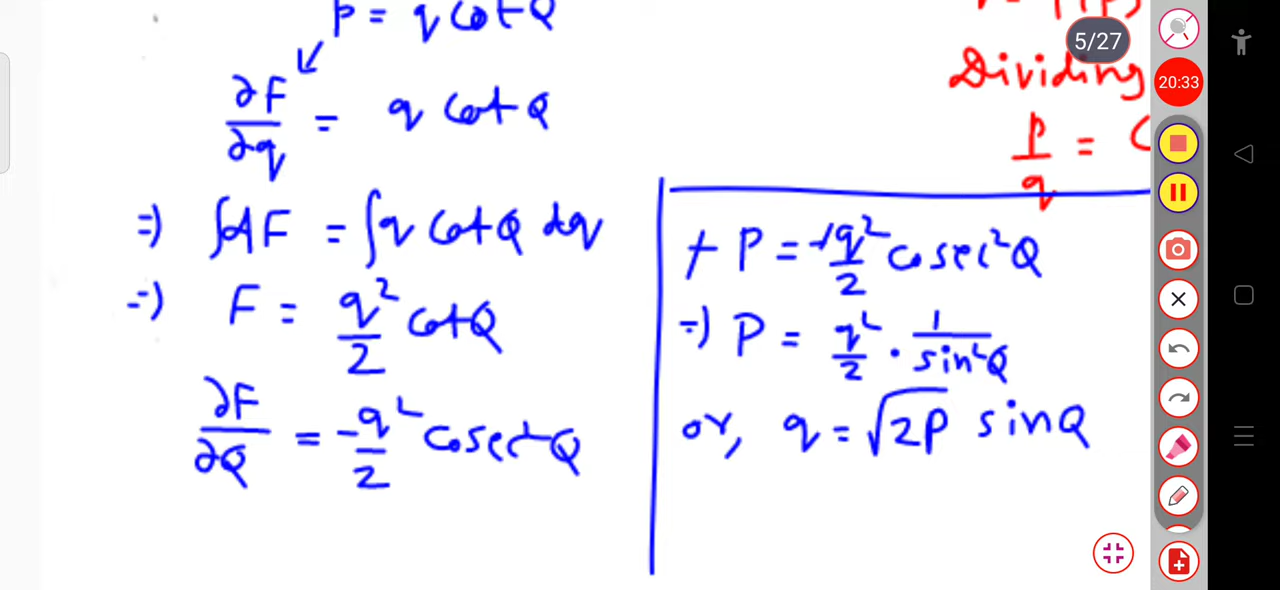 p = q cot Q
∂F/∂q = q cot Q
=) ∫dF = ∫q cot Q dq
=) F = q²/2 cot Q
∂F/∂Q = -q²/2 cosec²Q
5/27
Dividing
p/q =
+ P = + q²/2 cosec²Q
=) P = q²/2 · 1/sin²Q
or, q = √2P sin Q
20:33